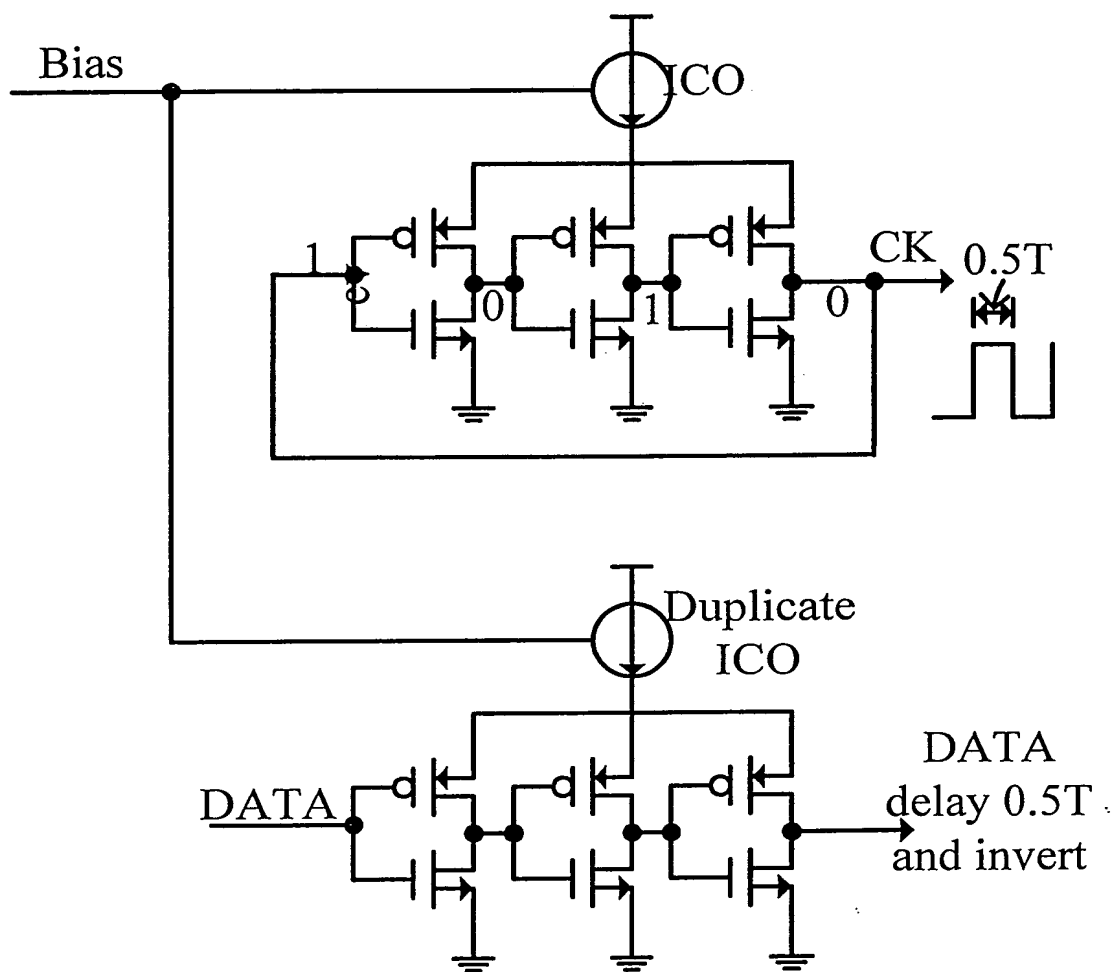 Bias
ICO
CK
0.5T
1
0
1
0
Duplicate
ICO
DATA
DATA
delay 0.5T
and invert